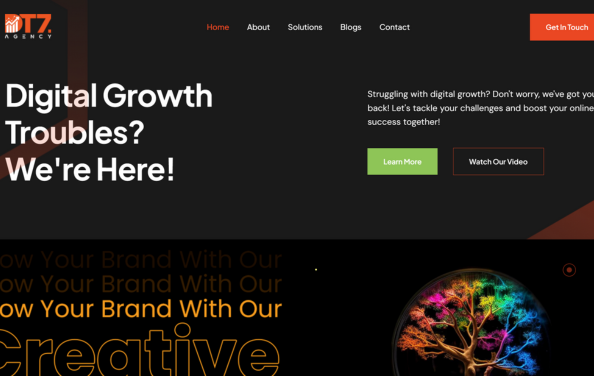 DT7.
AGENCY
Home
About
Solutions
Blogs
Contact
Get In Touch
Digital Growth
Troubles?
We're Here!
Struggling with digital growth? Don't worry, we've got you
back! Let's tackle your challenges and boost your online
success together!
Learn More
Watch Our Video
ow Your Brand With Our
ow Your Brand With Our
ow Your Brand With Our
Creative